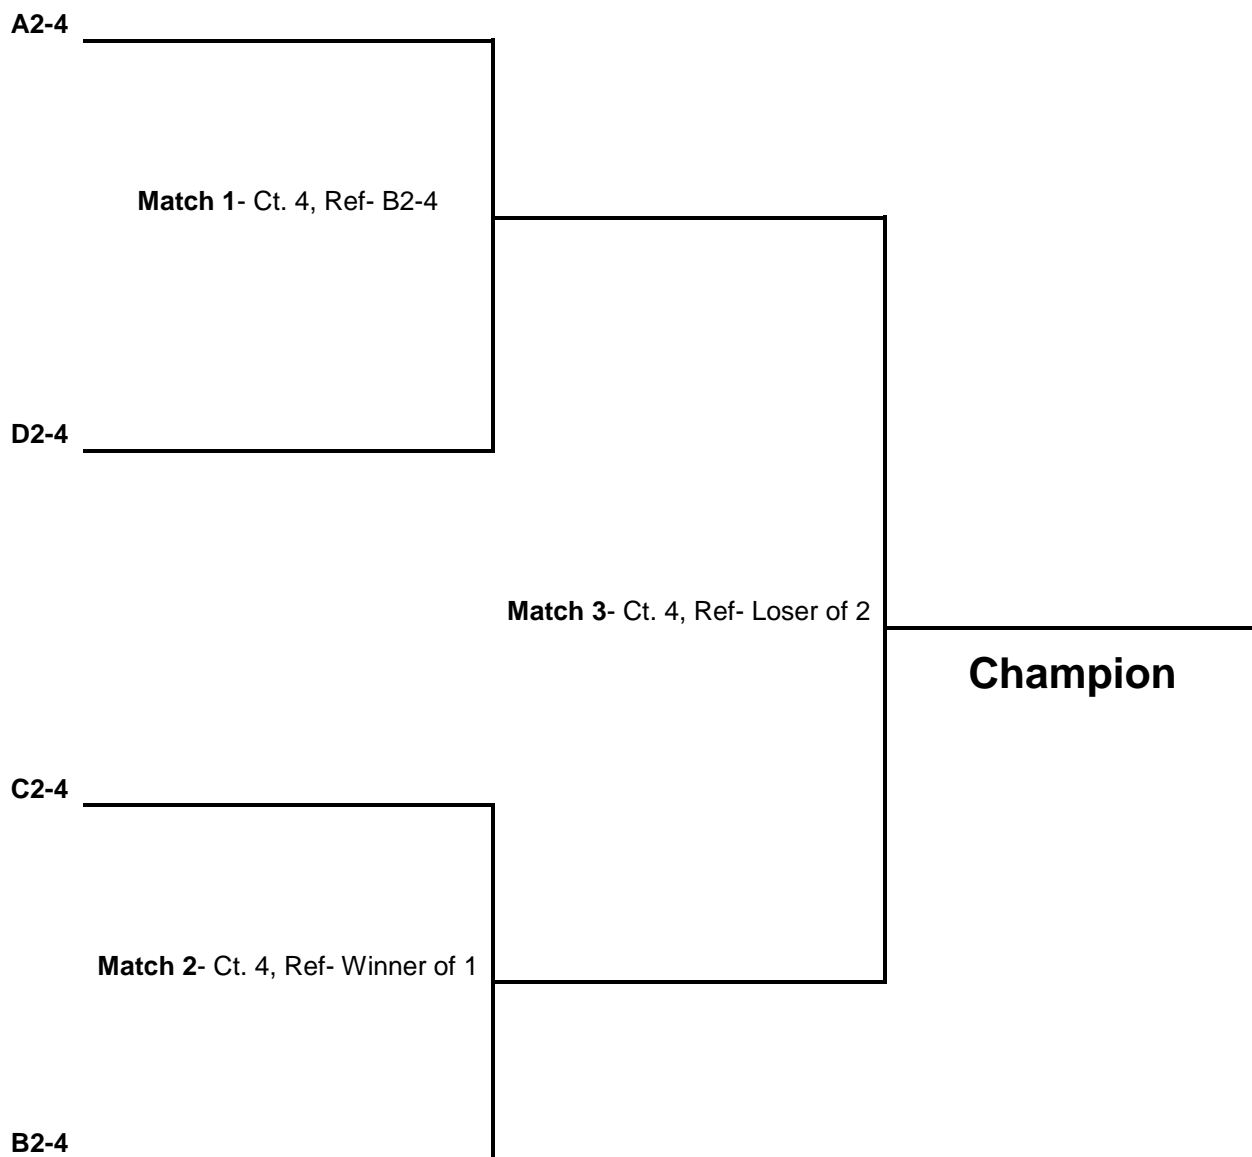 A2-4
Match 1- Ct. 4, Ref- B2-4
D2-4
Match 3- Ct. 4, Ref- Loser of 2
Champion
C2-4
Match 2- Ct. 4, Ref- Winner of 1
B2-4